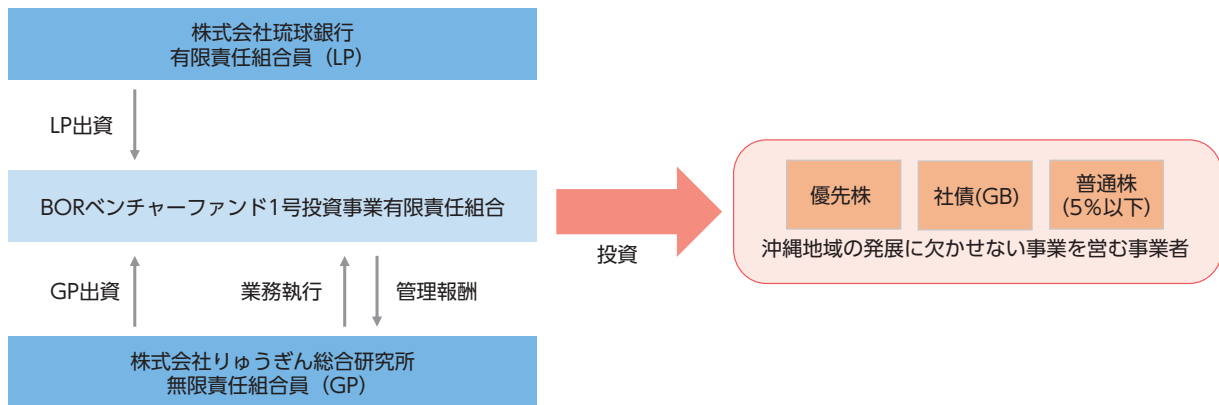 株式会社琉球銀行
有限責任組合員（LP）
LP出資
BORベンチャーファンド1号投資事業有限責任組合
投資
優先株
社債(GB)
普通株
(5%以下)
沖縄地域の発展に欠かせない事業を営む事業者
GP出資
業務執行
管理報酬
株式会社りゅうぎん総合研究所
無限責任組合員（GP）